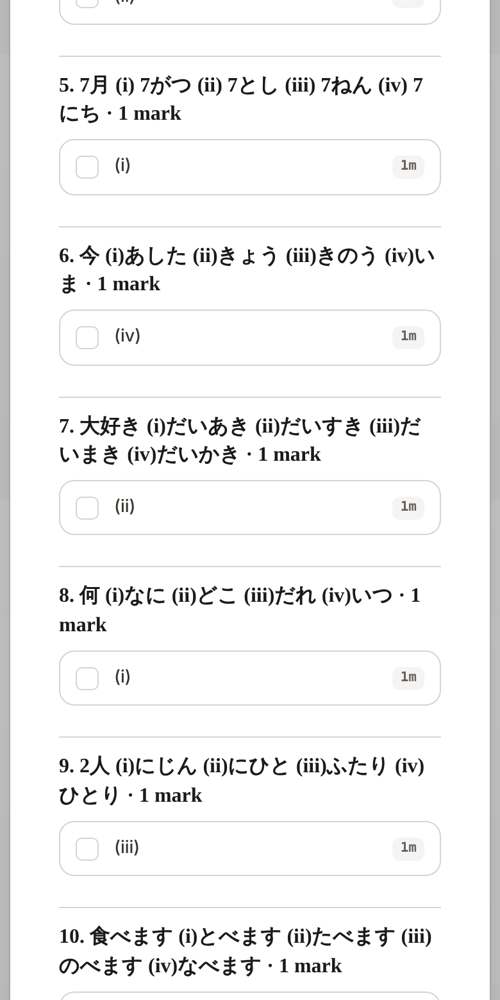 5. 7月 (i) 7がつ (ii) 7とし (iii) 7ねん (iv) 7
にち · 1 mark
(i) 1m
6. 今 (i)あした (ii)きょう (iii)きのう (iv)い
ま · 1 mark
(iv) 1m
7. 大好き (i)だいあき (ii)だいすき (iii)だ
いまき (iv)だいかき · 1 mark
(ii) 1m
8. 何 (i)なに (ii)どこ (iii)だれ (iv)いつ · 1
mark
(i) 1m
9. 2人 (i)にじん (ii)にひと (iii)ふたり (iv)
ひとり · 1 mark
(iii) 1m
10. 食べます (i)とべます (ii)たべます (iii)
のべます (iv)なべます · 1 mark